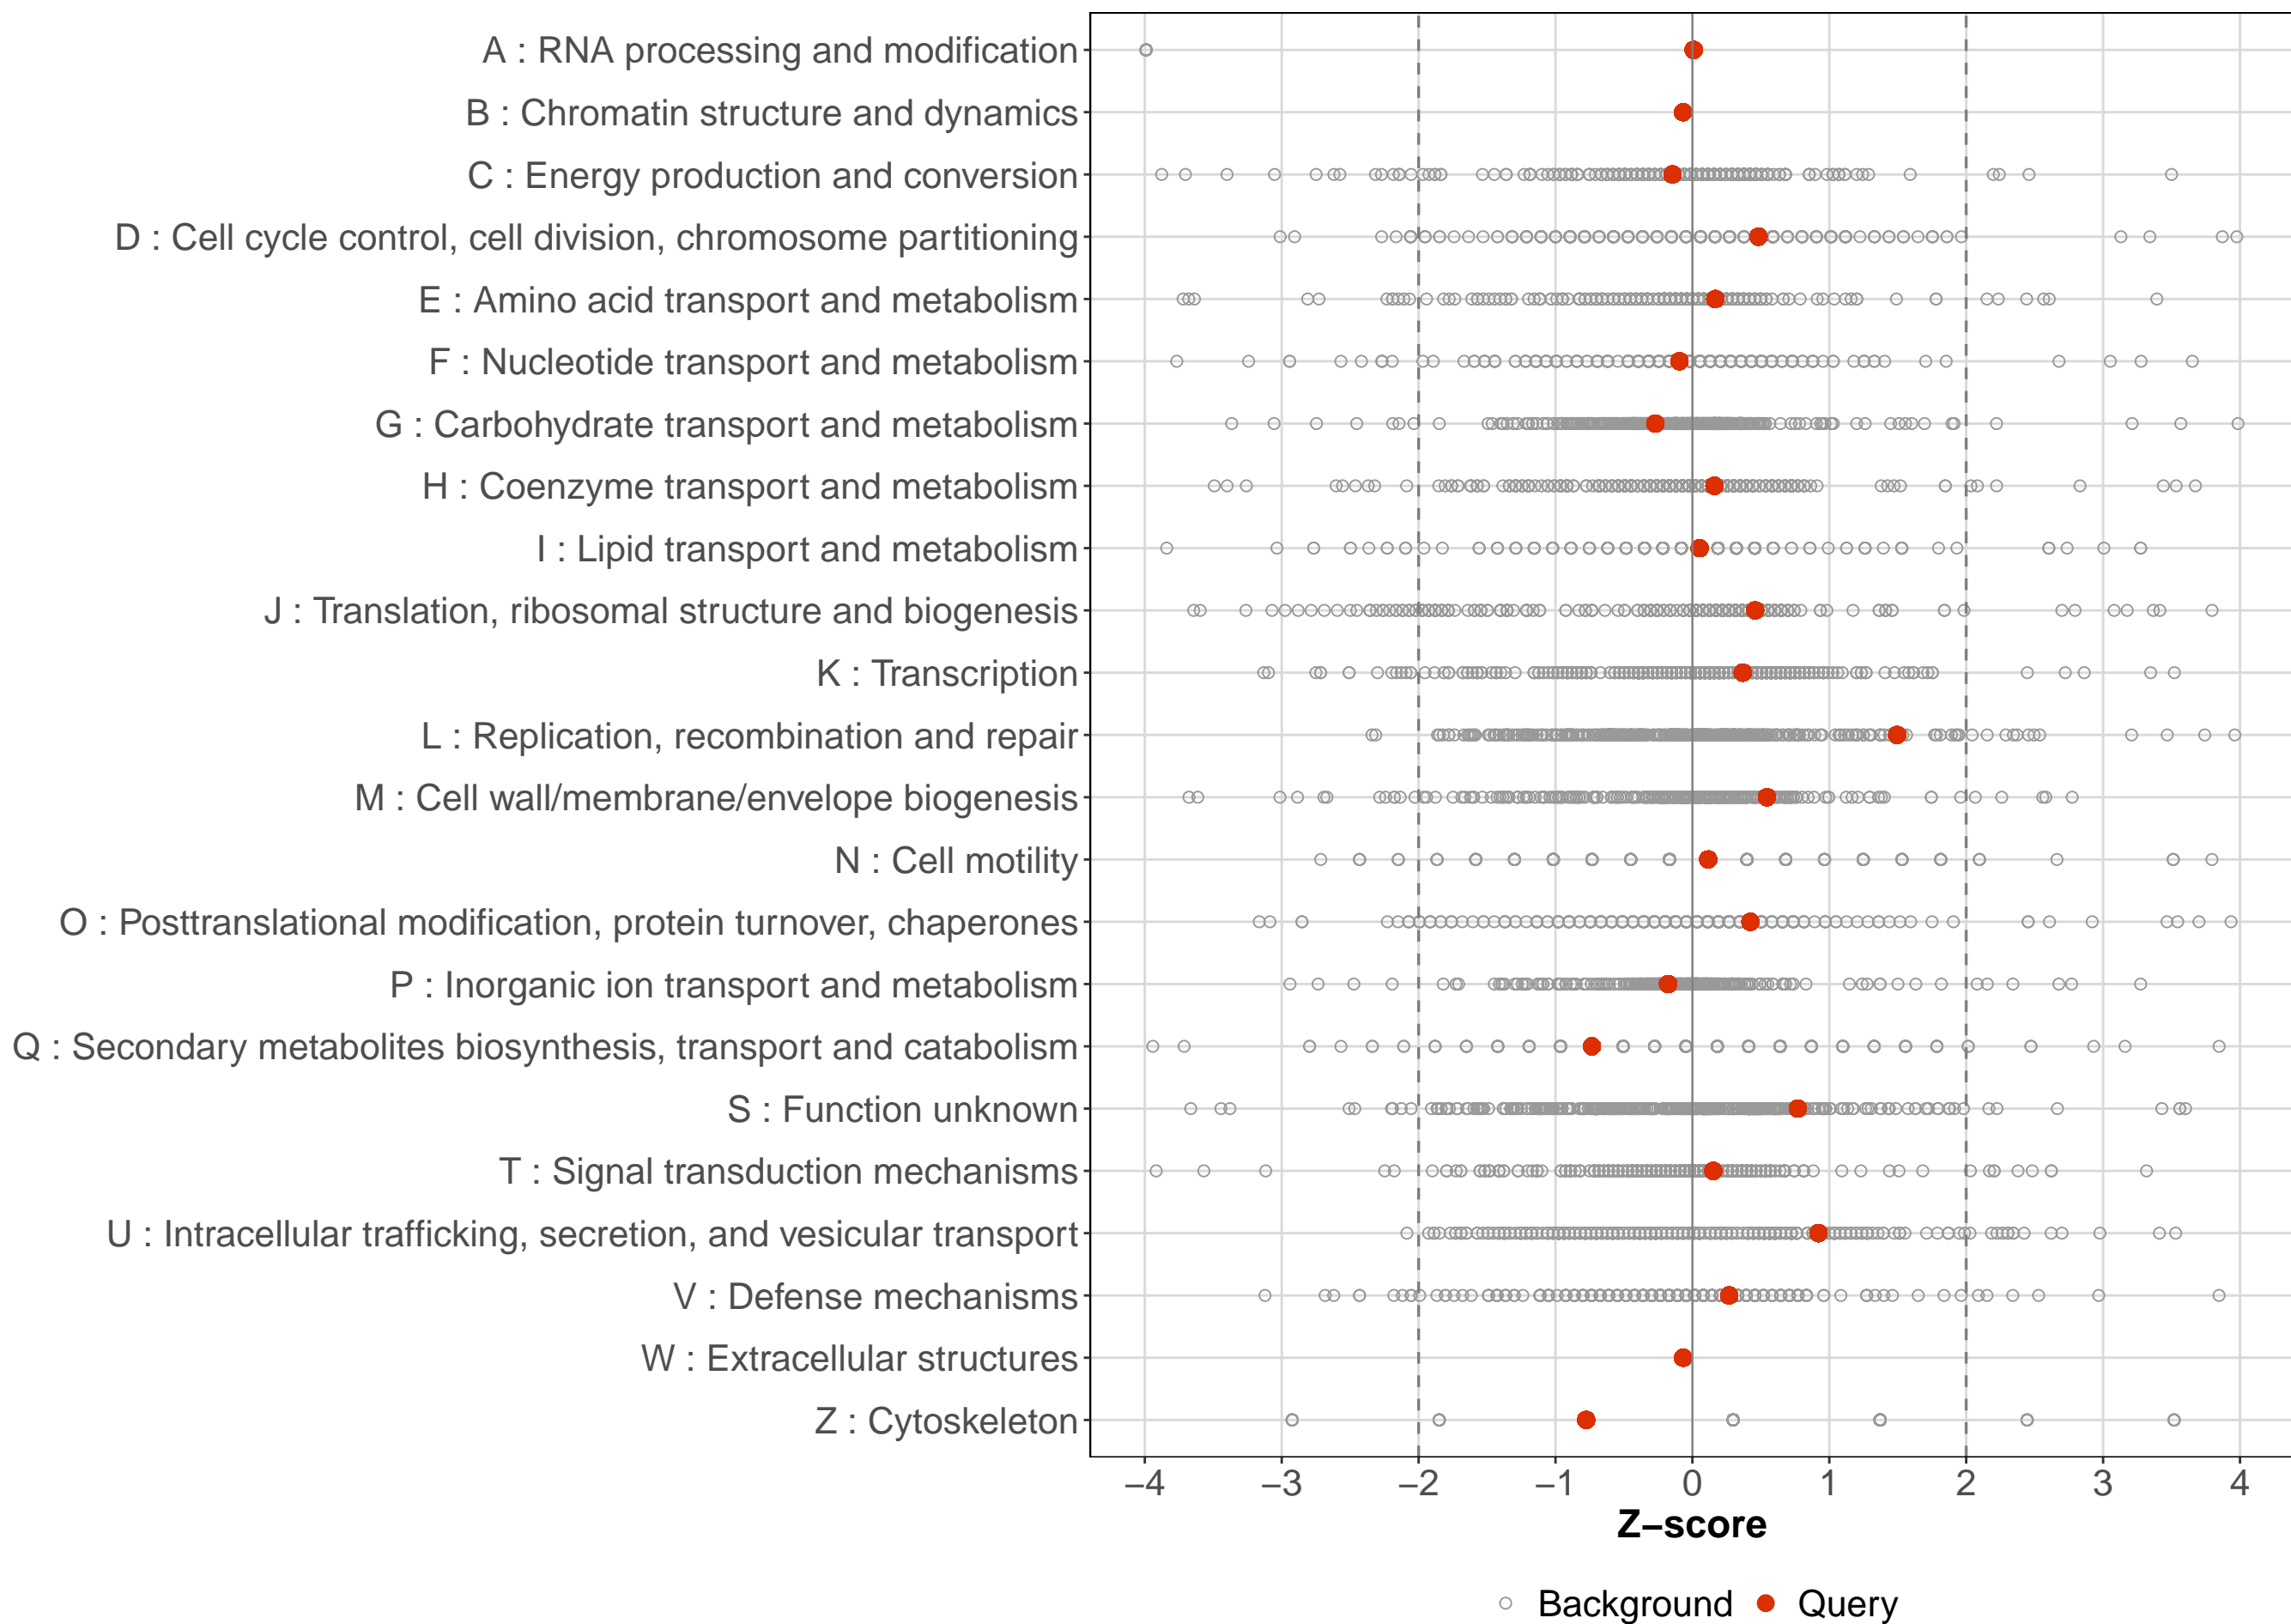 A : RNA processing and modification
B : Chromatin structure and dynamics
C : Energy production and conversion
D : Cell cycle control, cell division, chromosome partitioning
E : Amino acid transport and metabolism
F : Nucleotide transport and metabolism
G : Carbohydrate transport and metabolism
H : Coenzyme transport and metabolism
I : Lipid transport and metabolism
J : Translation, ribosomal structure and biogenesis
K : Transcription
L : Replication, recombination and repair
M : Cell wall/membrane/envelope biogenesis
N : Cell motility
O : Posttranslational modification, protein turnover, chaperones
P : Inorganic ion transport and metabolism
Q : Secondary metabolites biosynthesis, transport and catabolism
S : Function unknown
T : Signal transduction mechanisms
U : Intracellular trafficking, secretion, and vesicular transport
V : Defense mechanisms
W : Extracellular structures
Z : Cytoskeleton
−4 −3 −2 −1 0 1 2 3 4
Z−score
Background Query